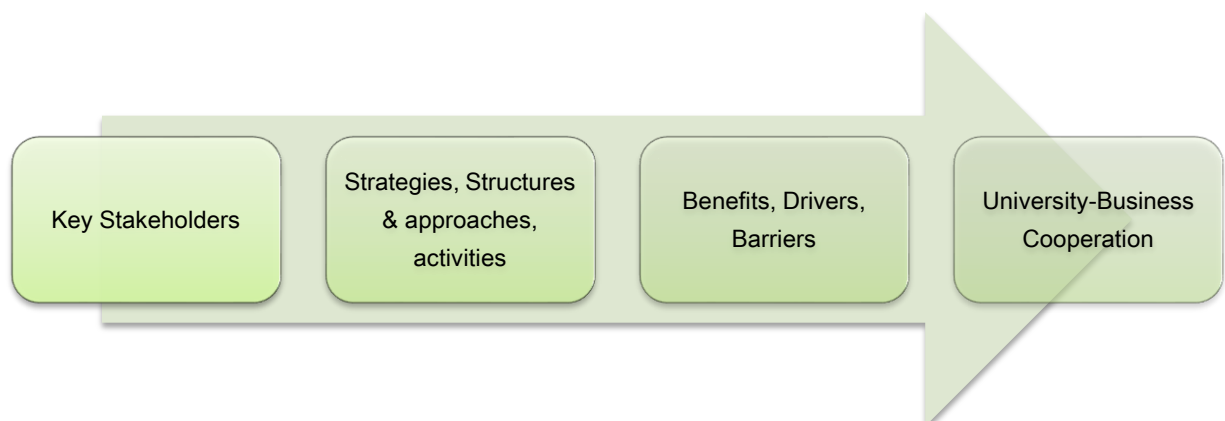 Key Stakeholders
Strategies, Structures
& approaches,
activities
Benefits, Drivers,
Barriers
University-Business
Cooperation